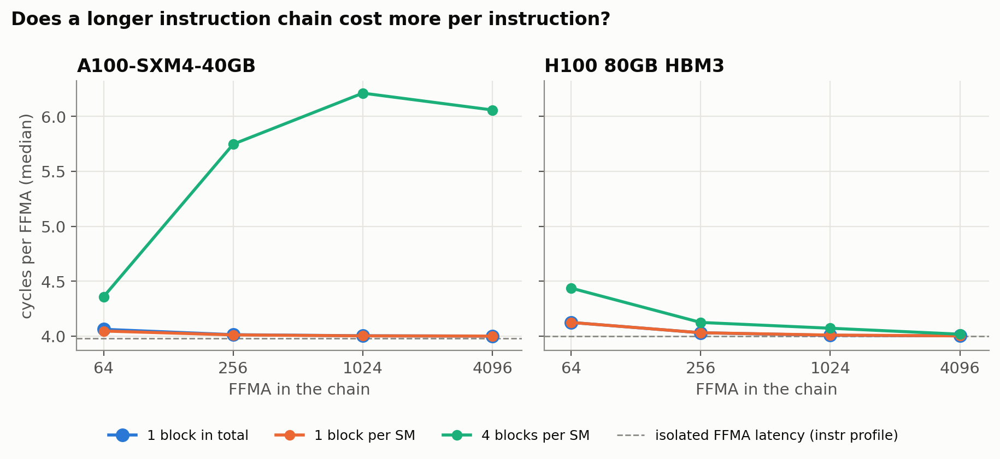 Does a longer instruction chain cost more per instruction?
A100-SXM4-40GB
H100 80GB HBM3
cycles per FFMA (median)
6.0
5.5
5.0
4.5
4.0
64 256 1024 4096
64 256 1024 4096
FFMA in the chain
FFMA in the chain
1 block in total
1 block per SM
4 blocks per SM
isolated FFMA latency (instr profile)